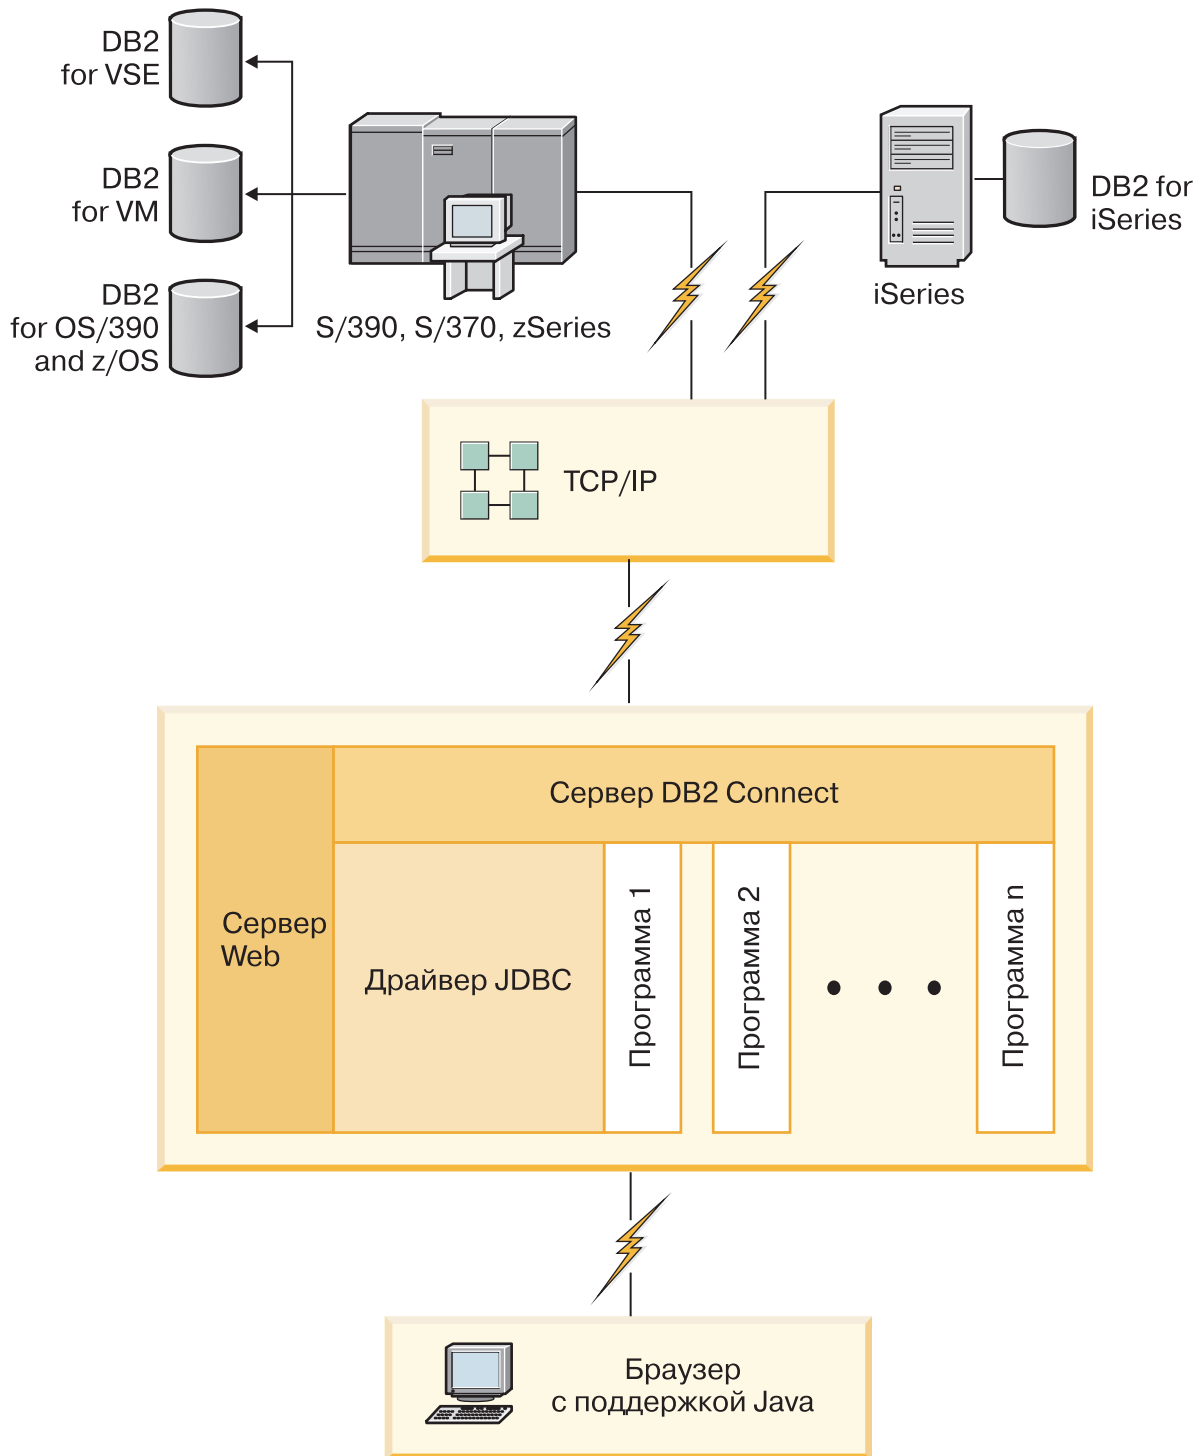 DB2
for VSE
DB2
for VM
DB2
for OS/390
and z/OS
S/390, S/370, zSeries
iSeries
DB2 for
iSeries
TCP/IP
Сервер DB2 Connect
Сервер
Web
Драйвер JDBC
Программа 1
Программа 2
Программа n
Браузер
с поддержкой Java